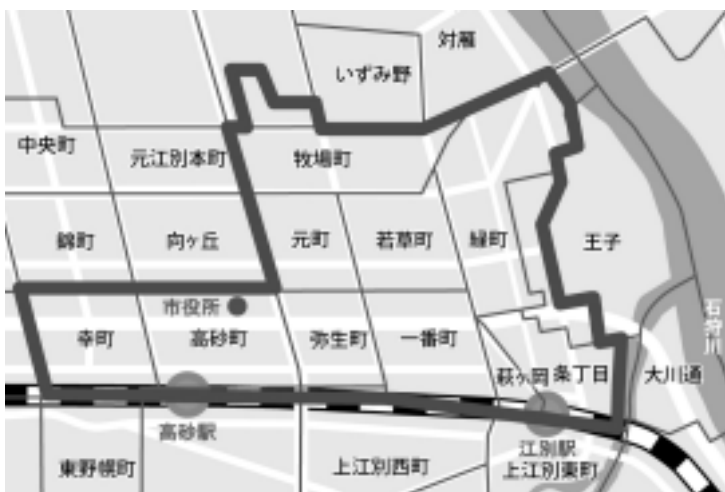 対雁
いずみ野
中央町
元江別本町
牧場町
錦町
向ヶ丘
元町
若草町
緑町
王子
市役所
石狩川
幸町
高砂町
弥生町
一番町
萩ヶ岡
条丁目
大川通
高砂駅
江別駅
東野幌町
上江別西町
上江別東町